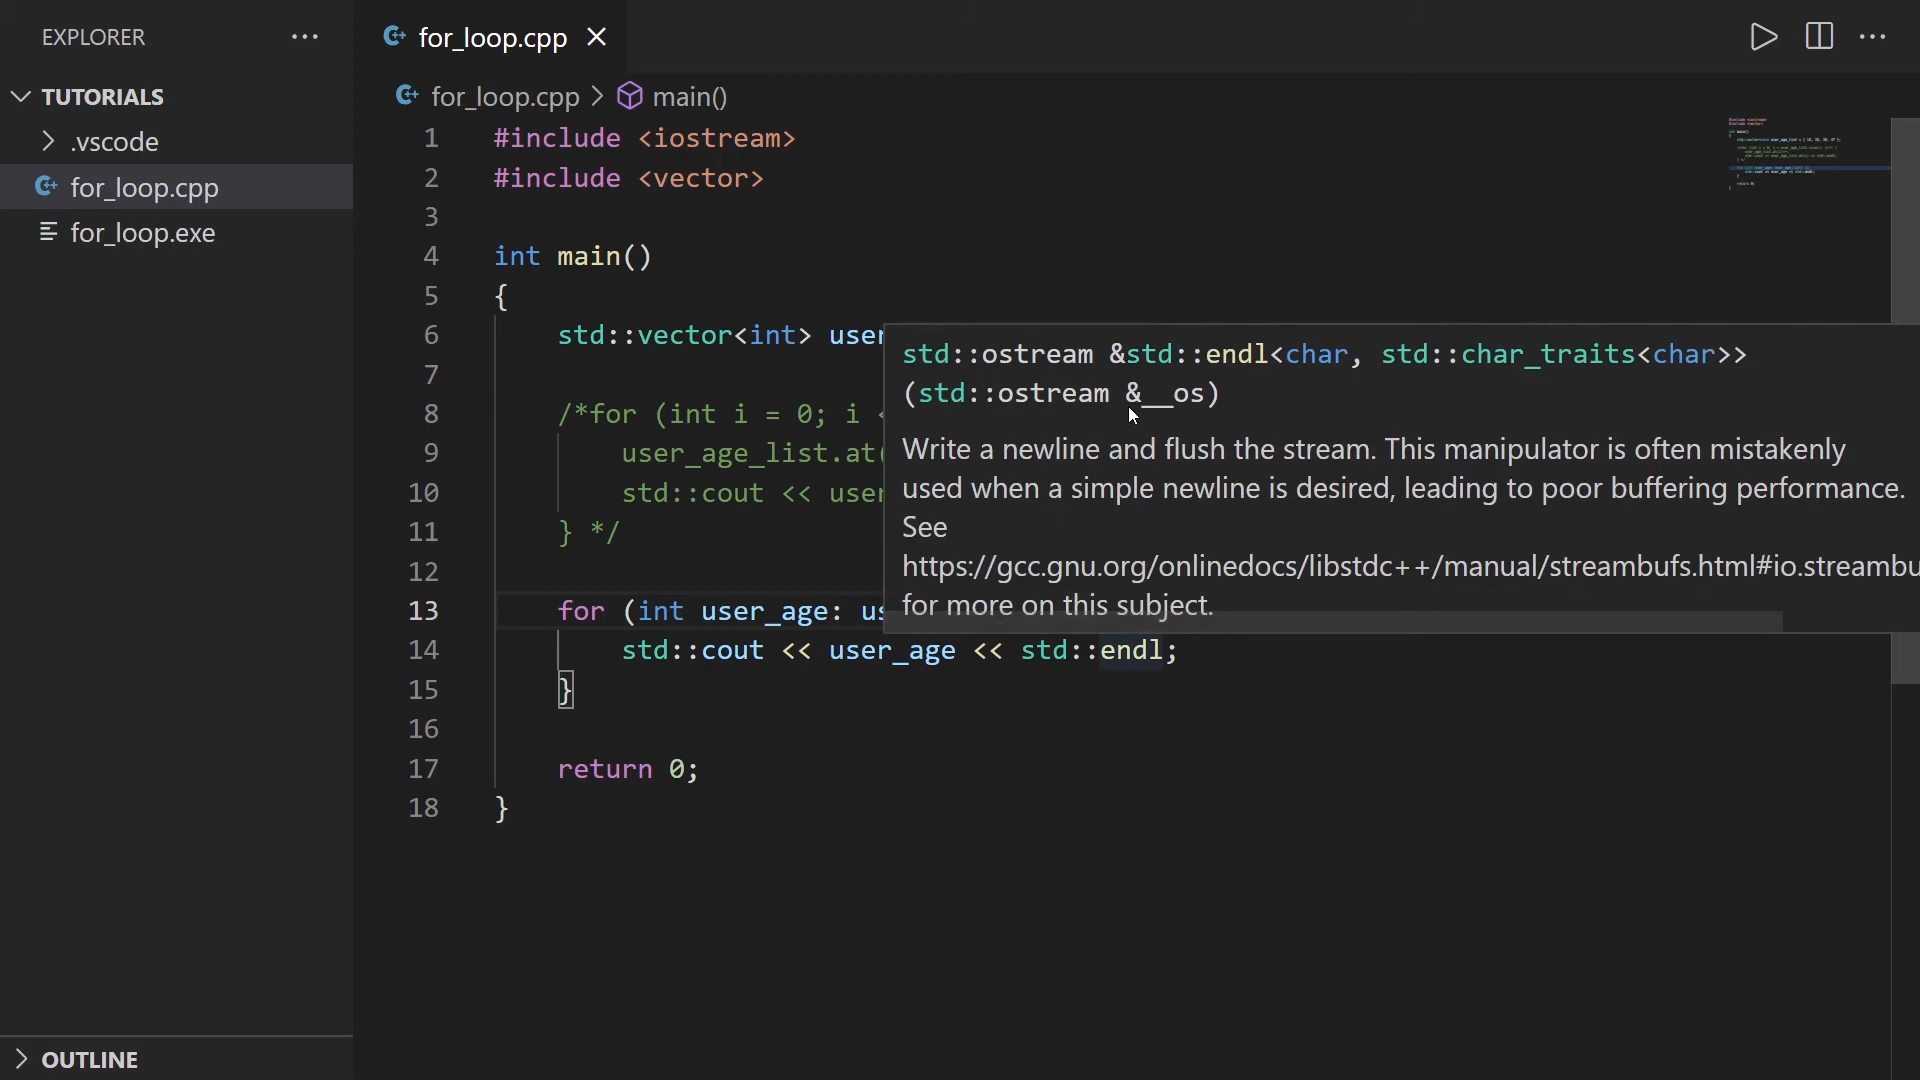 EXPLORER
TUTORIALS
.vscode
for_loop.cpp
for_loop.exe
OUTLINE
for_loop.cpp
for_loop.cpp > main()
1 #include <iostream>
2 #include <vector>
3
4 int main()
5 {
6 std::vector<int> user
7
8 /*for (int i = 0; i <
9 user_age_list.at(
10 std::cout << user
11 } */
12
13 for (int user_age: us
14 std::cout << user_age << std::endl;
15 }
16
17 return 0;
18 }
std::ostream &std::endl<char, std::char_traits<char>>
(std::ostream &__os)
Write a newline and flush the stream. This manipulator is often mistakenly
used when a simple newline is desired, leading to poor buffering performance.
See
https://gcc.gnu.org/onlinedocs/libstdc++/manual/streambufs.html#io.streambu
for more on this subject.